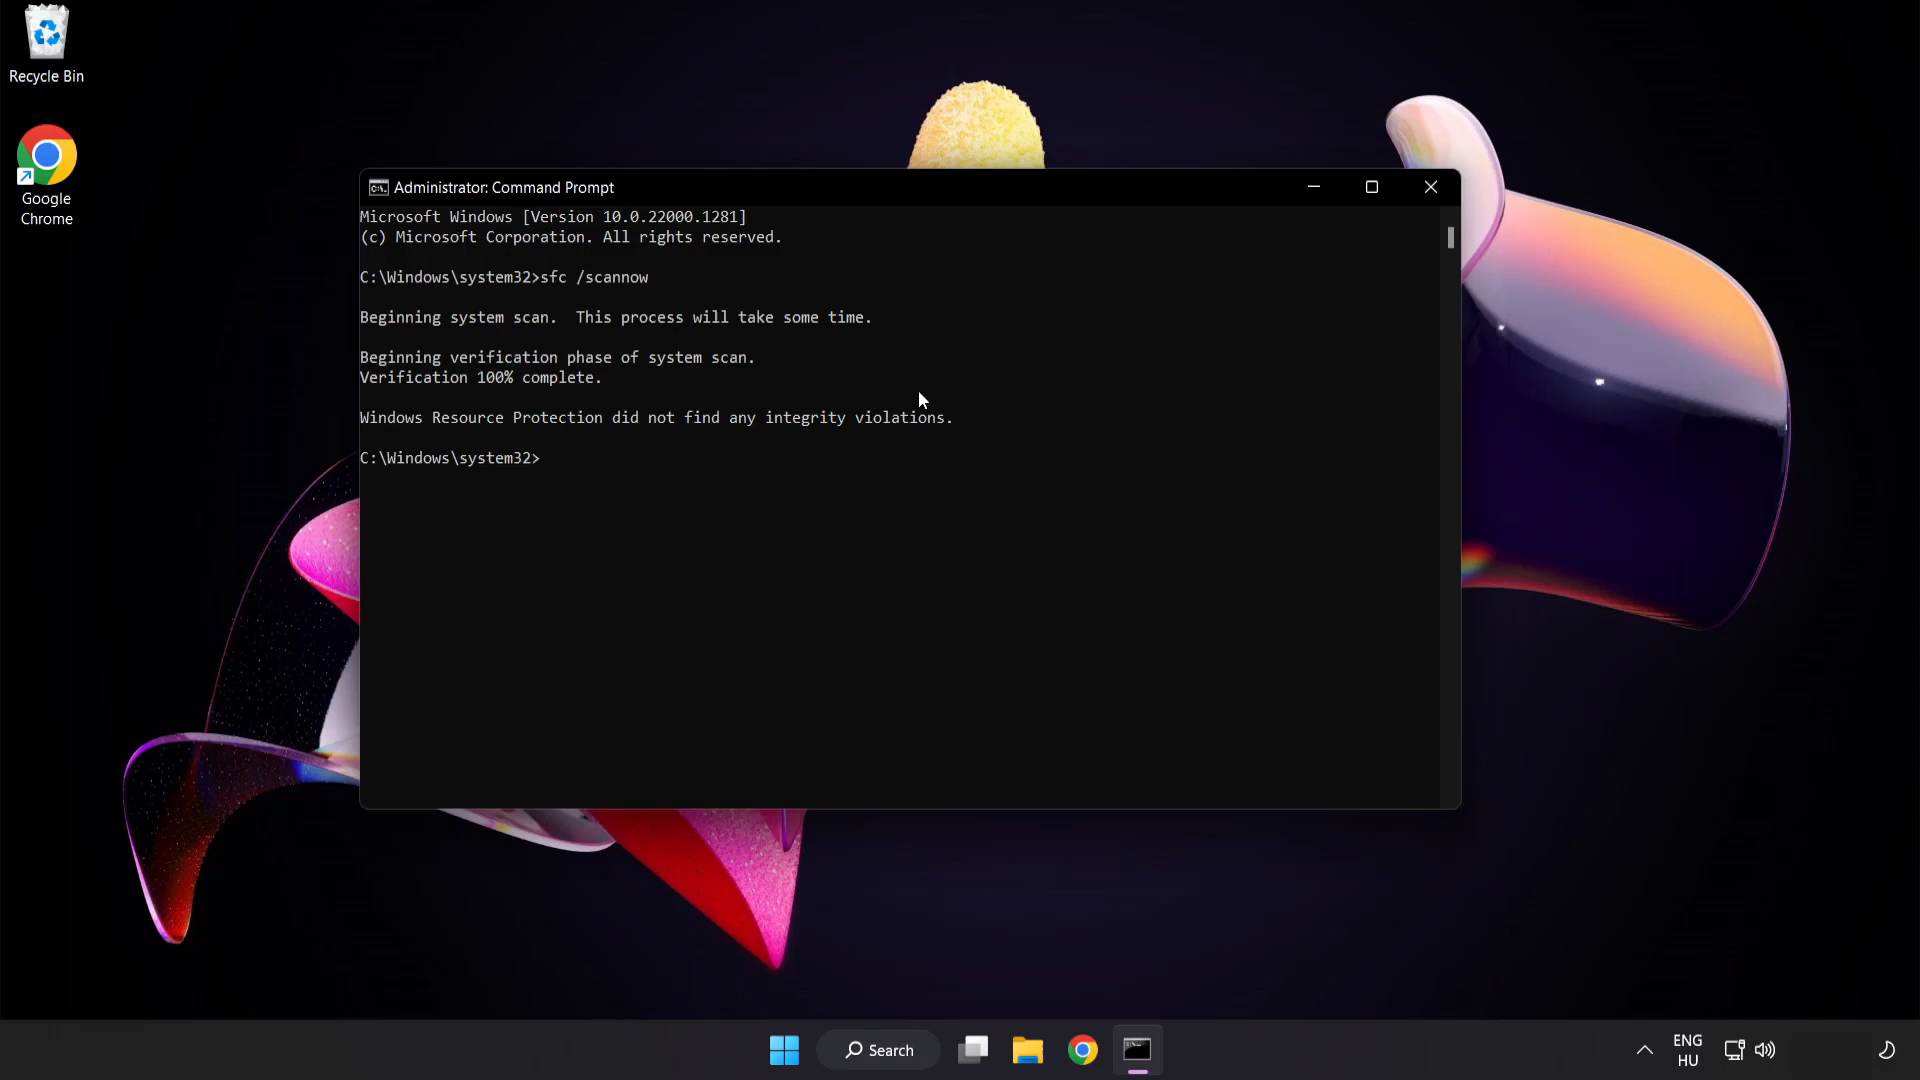 Recycle Bin
Google
Chrome
Administrator: Command Prompt
Microsoft Windows [Version 10.0.22000.1281]
(c) Microsoft Corporation. All rights reserved.
C:\Windows\system32>sfc /scannow
Beginning system scan.  This process will take some time.
Beginning verification phase of system scan.
Verification 100% complete.
Windows Resource Protection did not find any integrity violations.
C:\Windows\system32>
Search
ENG
HU